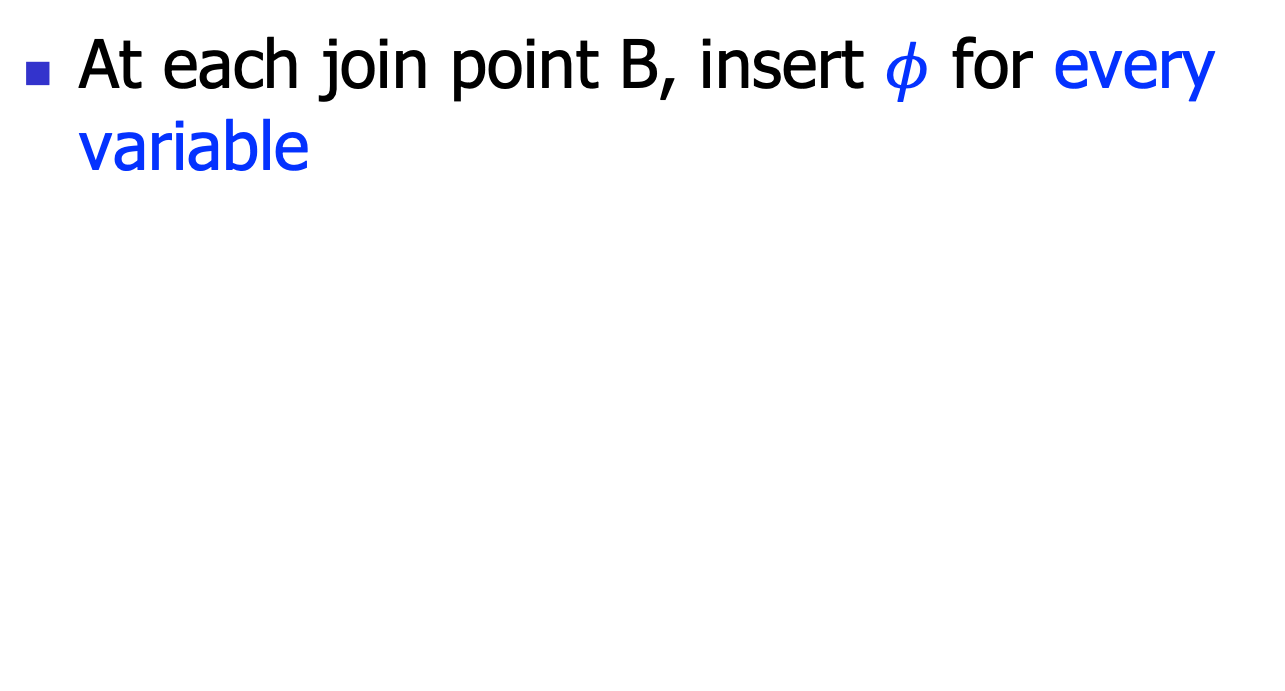 ▪ At each join point B, insert ϕ for every
variable